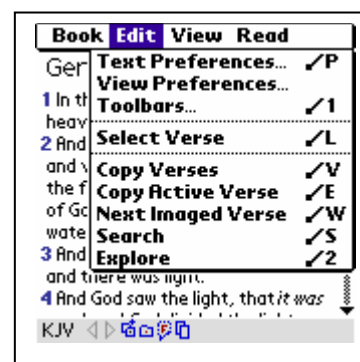 Book Edit View Read
Ger
Text Preferences... /P
View Preferences...
Toolbars... /1
Select Verse /L
Copy Verses /V
Copy Active Verse /E
Next Imaged Verse /W
Search /S
Explore /2
1 In th
heav
2 And
and
the f
of Go
wate
3 And
and there was light.
4 And God saw the light, that it was
KJV